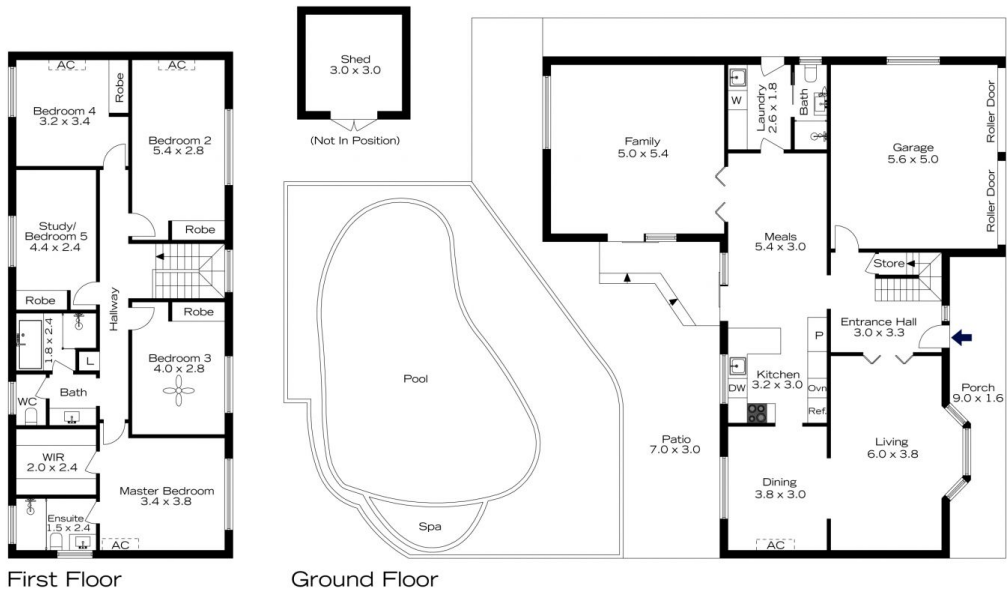 AC
Bedroom 4
3.2 x 3.4
Robe
AC
Bedroom 2
5.4 x 2.8
Robe
Study/
Bedroom 5
4.4 x 2.4
Robe
Hallway
1.8 x 2.4
L
Bath
WC
Robe
Bedroom 3
4.0 x 2.8
WIR
2.0 x 2.4
Master Bedroom
3.4 x 3.8
Ensuite
1.5 x 2.4
AC
First Floor
Shed
3.0 x 3.0
(Not In Position)
Pool
Spa
Family
5.0 x 5.4
W
Laundry
2.6 x 1.8
Bath
Garage
5.6 x 5.0
Roller Door
Roller Door
Meals
5.4 x 3.0
Store
Entrance Hall
3.0 x 3.3
P
Kitchen
3.2 x 3.0
DW
Ovn
Ref.
Porch
9.0 x 1.6
Patio
7.0 x 3.0
Living
6.0 x 3.8
Dining
3.8 x 3.0
AC
Ground Floor